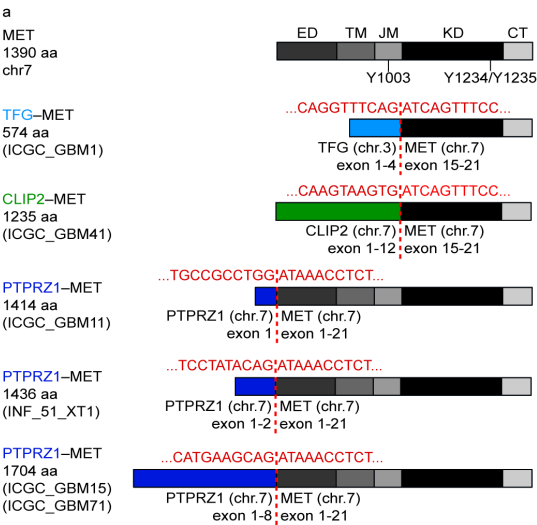 a
MET
1390 aa
chr7
ED TM JM KD CT
Y1003 Y1234/Y1235
TFG–MET
574 aa
(ICGC_GBM1)
...CAGGTTTCAG ATCAGTTTCC...
TFG (chr.3) MET (chr.7)
exon 1-4 exon 15-21
CLIP2–MET
1235 aa
(ICGC_GBM41)
...CAAGTAAGTG ATCAGTTTCC...
CLIP2 (chr.7) MET (chr.7)
exon 1-12 exon 15-21
PTPRZ1–MET
1414 aa
(ICGC_GBM11)
...TGCCGCCTGG ATAAACCTCT...
PTPRZ1 (chr.7) MET (chr.7)
exon 1 exon 1-21
PTPRZ1–MET
1436 aa
(INF_51_XT1)
...TCCTATACAG ATAAACCTCT...
PTPRZ1 (chr.7) MET (chr.7)
exon 1-2 exon 1-21
PTPRZ1–MET
1704 aa
(ICGC_GBM15)
(ICGC_GBM71)
...CATGAAGCAG ATAAACCTCT...
PTPRZ1 (chr.7) MET (chr.7)
exon 1-8 exon 1-21